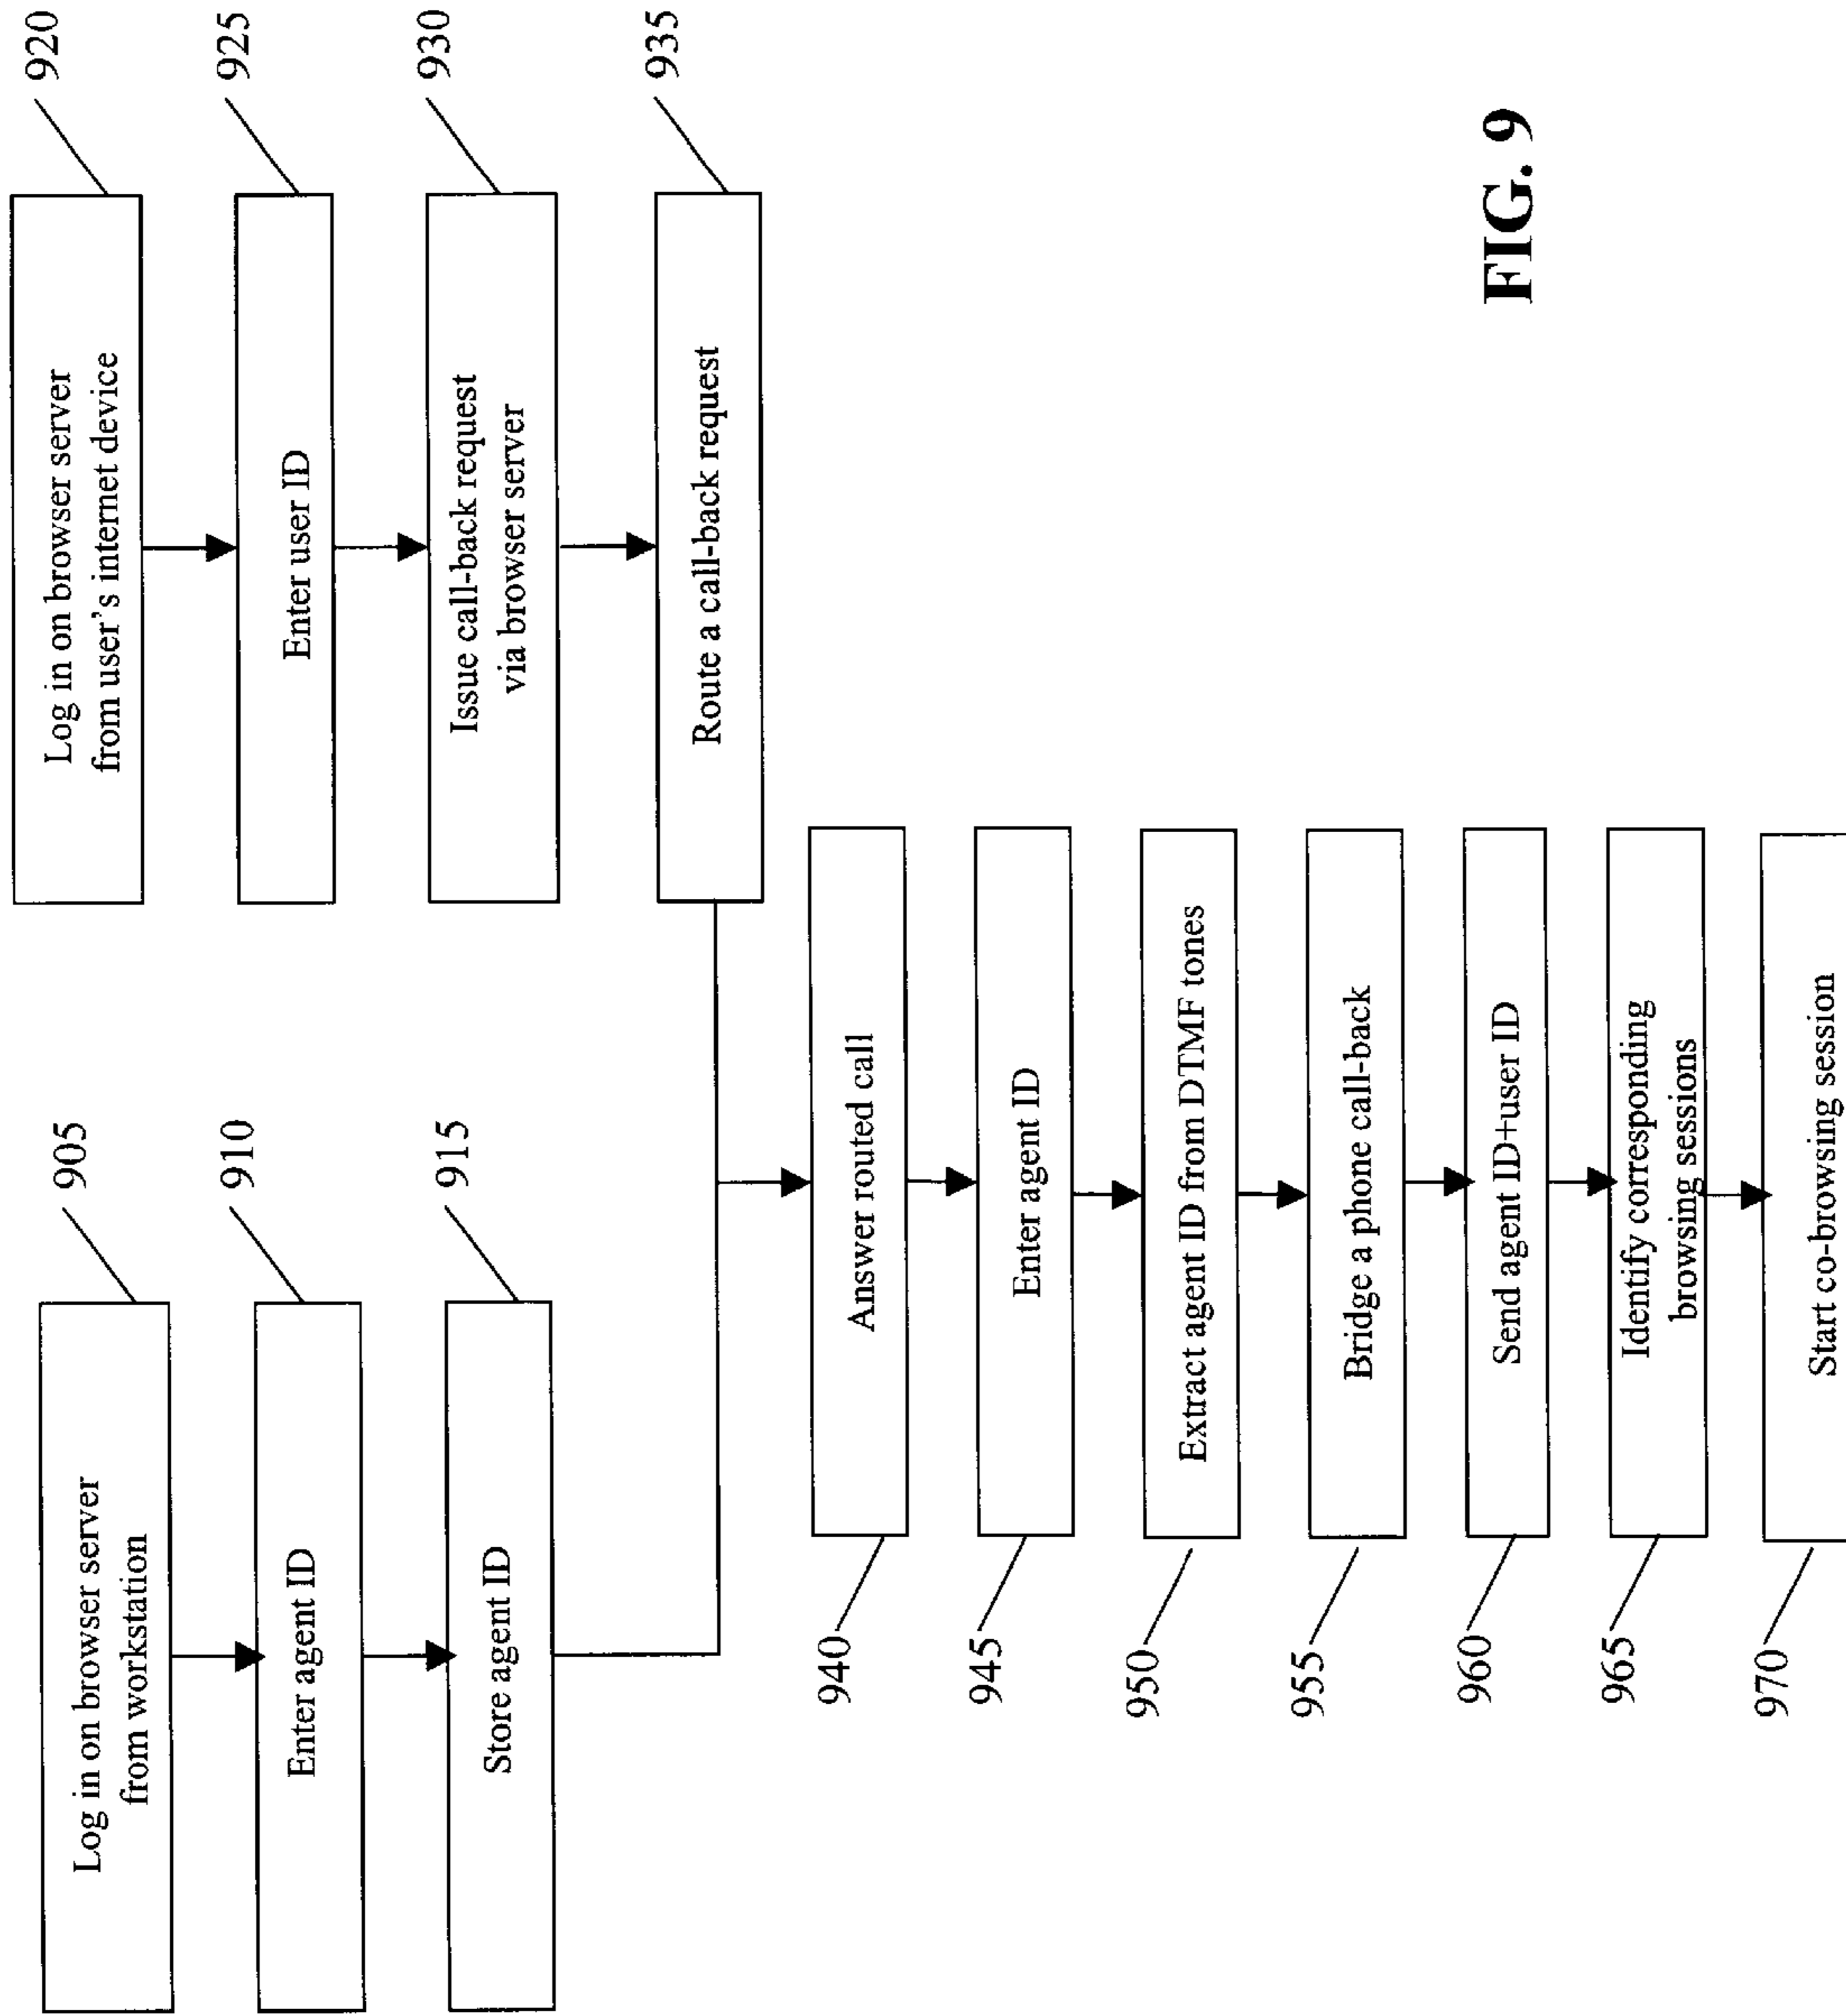 Log in on browser server
from workstation
905
Enter agent ID
910
Store agent ID
915
Log in on browser server
from user's internet device
920
Enter user ID
925
Issue call-back request
via browser server
930
Route a call-back request
935
940
Answer routed call
945
Enter agent ID
950
Extract agent ID from DTMF tones
955
Bridge a phone call-back
960
Send agent ID+user ID
965
Identify corresponding
browsing sessions
970
Start co-browsing session
FIG. 9